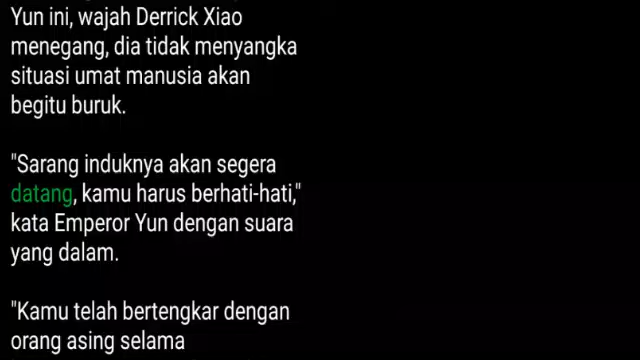 Yun ini, wajah Derrick Xiao
menegang, dia tidak menyangka
situasi umat manusia akan
begitu buruk.
"Sarang induknya akan segera
datang, kamu harus berhati-hati,"
kata Emperor Yun dengan suara
yang dalam.
"Kamu telah bertengkar dengan
orang asing selama